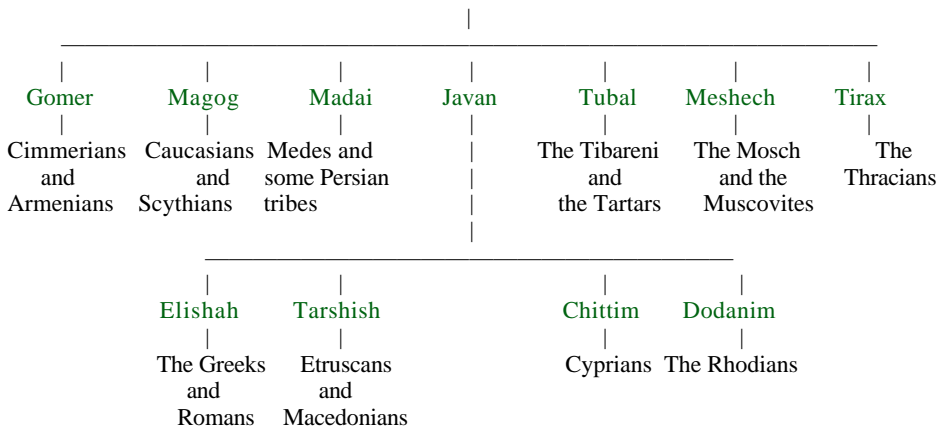 Gomer Magog Madai Javan Tubal Meshech Tirax
Cimmerians Caucasians Medes and The Tibareni The Mosch The
and and some Persian and and the Thracians
Armenians Scythians tribes the Tartars Muscovites
Elishah Tarshish Chittim Dodanim
The Greeks Etruscans Cyprians The Rhodians
and and
Romans Macedonians